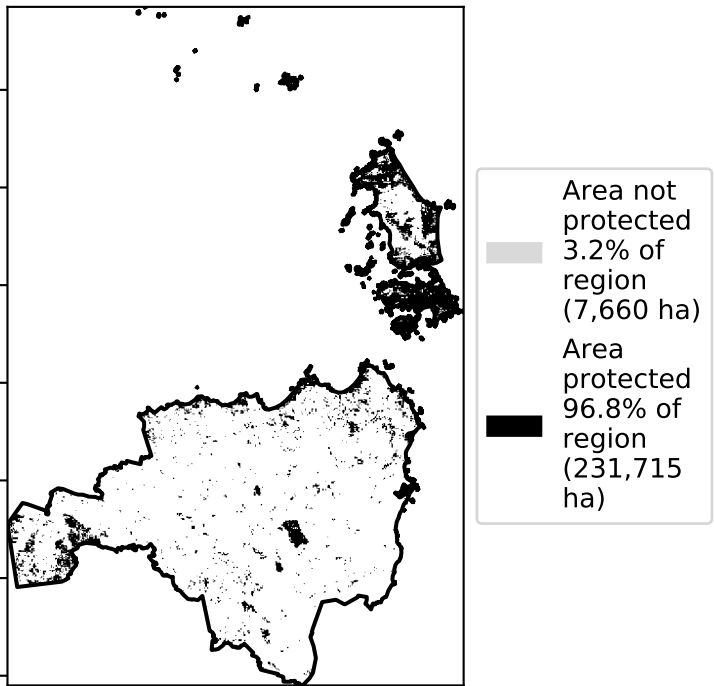 Area not
protected
3.2% of
region
(7,660 ha)
Area
protected
96.8% of
region
(231,715
ha)